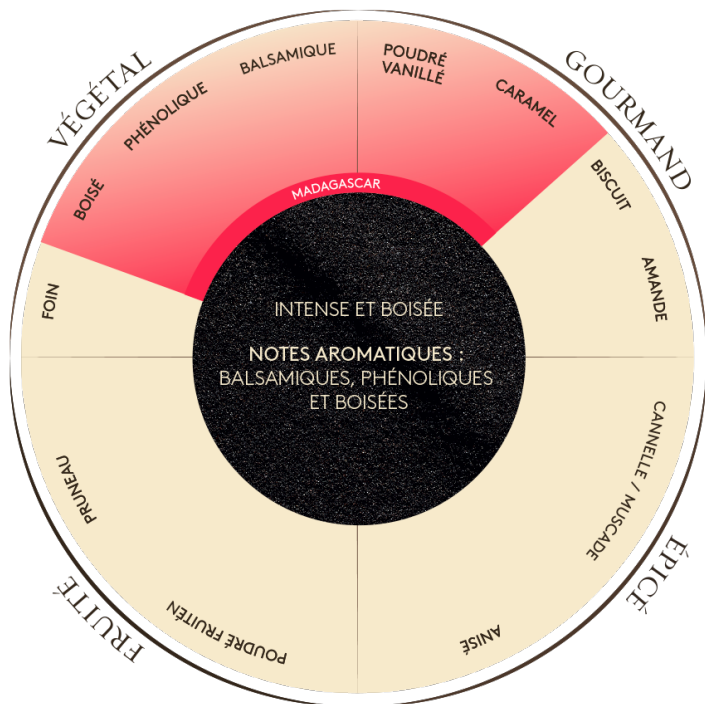 VÉGÉTAL
GOURMAND
BALSAMIQUE
PHÉNOLIQUE
BOISÉ
FOIN
POUDRÉ
VANILLÉ
CARAMEL
BISCUIT
AMANDE
MADAGASCAR
INTENSE ET BOISÉE
NOTES AROMATIQUES :
BALSAMIQUES, PHÉNOLIQUES
ET BOISÉES
PRUNEAU
POUDRÉ FRUITÉN
CANNELLE / MUSCADE
ANISÉ
FRUITÉ
ÉPICÉ